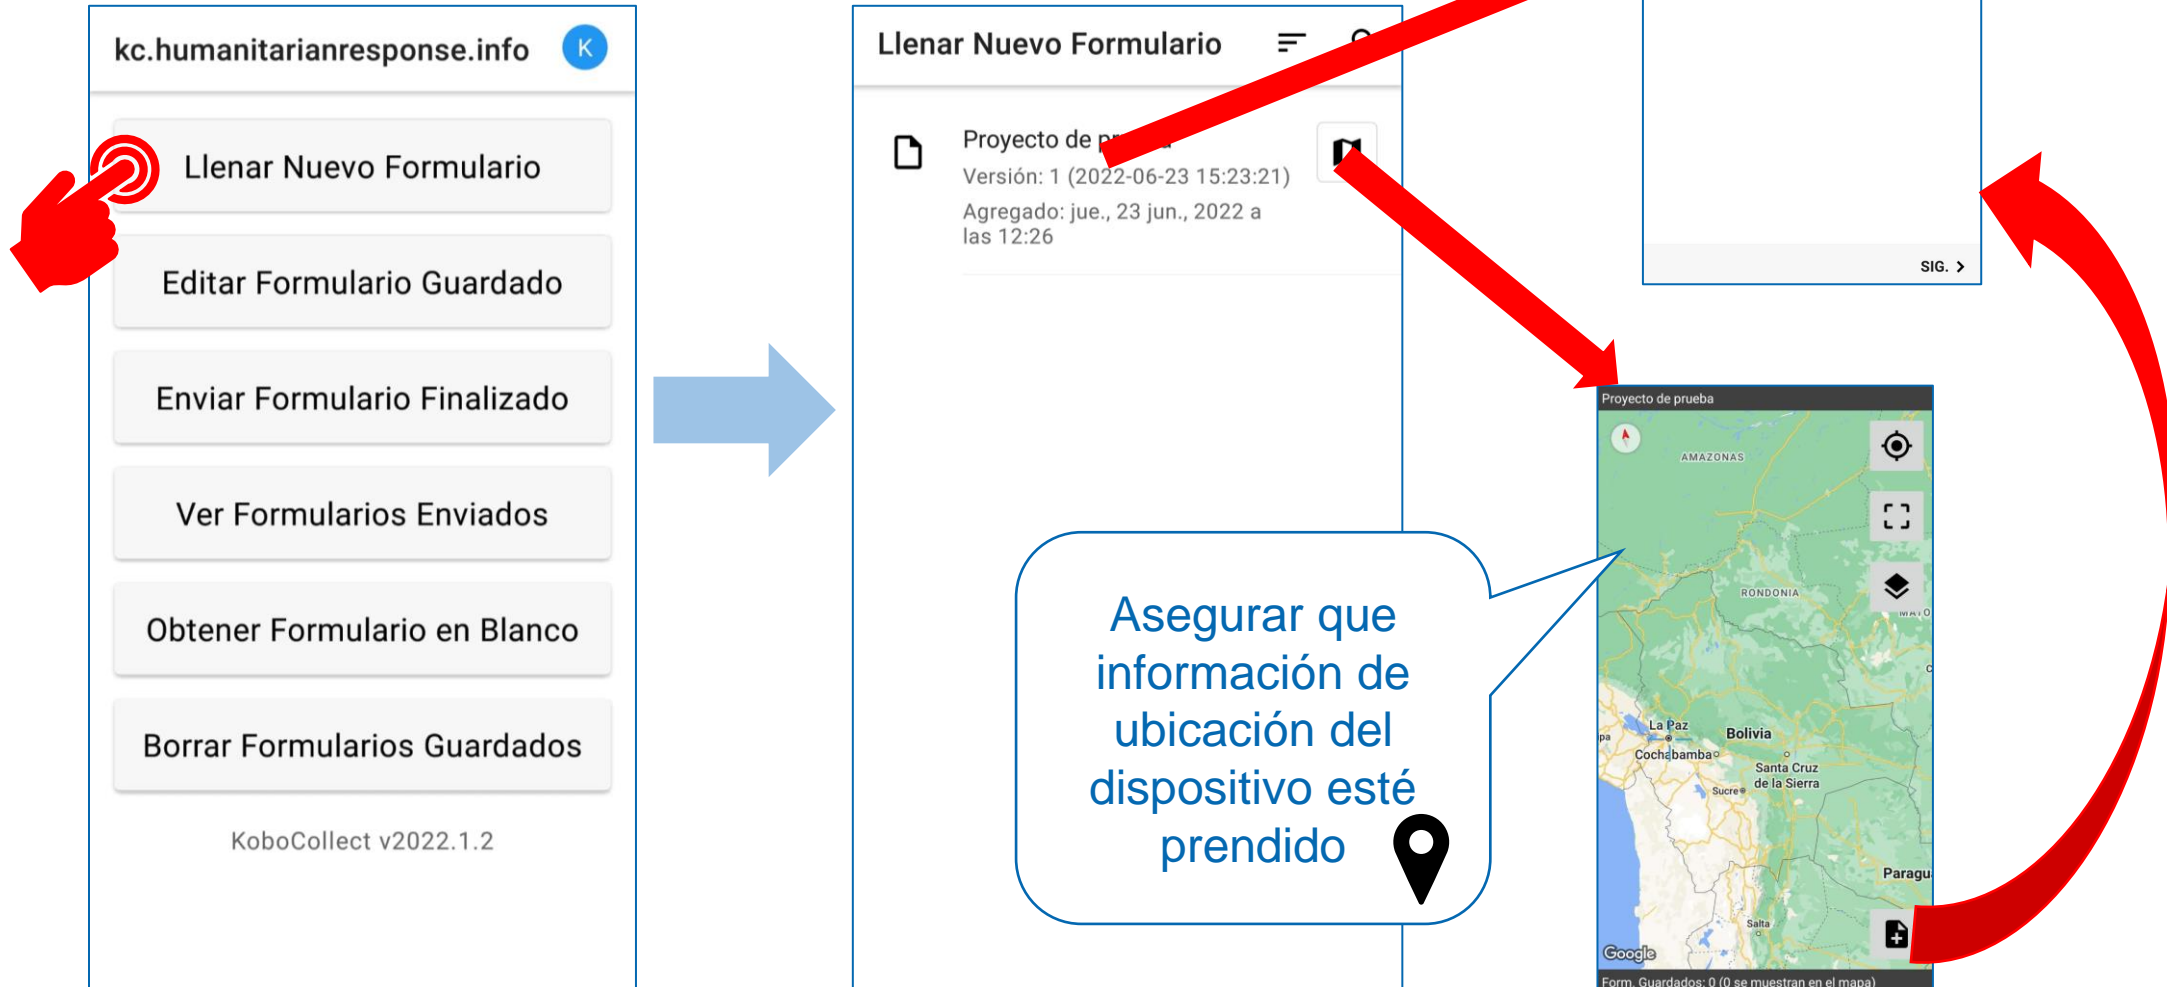 kc.humanitarianresponse.info
K
Llenar Nuevo Formulario
Editar Formulario Guardado
Enviar Formulario Finalizado
Ver Formularios Enviados
Obtener Formulario en Blanco
Borrar Formularios Guardados
KoboCollect v2022.1.2
Llenar Nuevo Formulario
Proyecto de
Versión: 1 (2022-06-23 15:23:21)
Agregado: jue., 23 jun., 2022 a
las 12:26
Asegurar que
información de
ubicación del
dispositivo esté
prendido
SIG. >
Proyecto de prueba
AMAZONAS
RONDONIA
La Paz
Bolivia
Cochabamba
Santa Cruz
de la Sierra
Sucre
Paragu
Salta
Google
Form. Guardados: 0 (0 se muestran en el mapa)